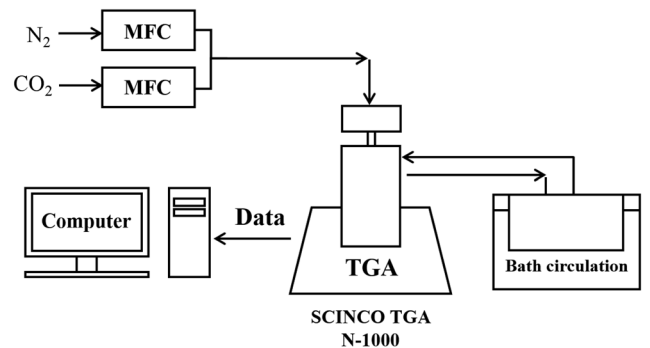 N₂
MFC
CO₂
MFC
Computer
Data
TGA
Bath circulation
SCINCO TGA
N-1000